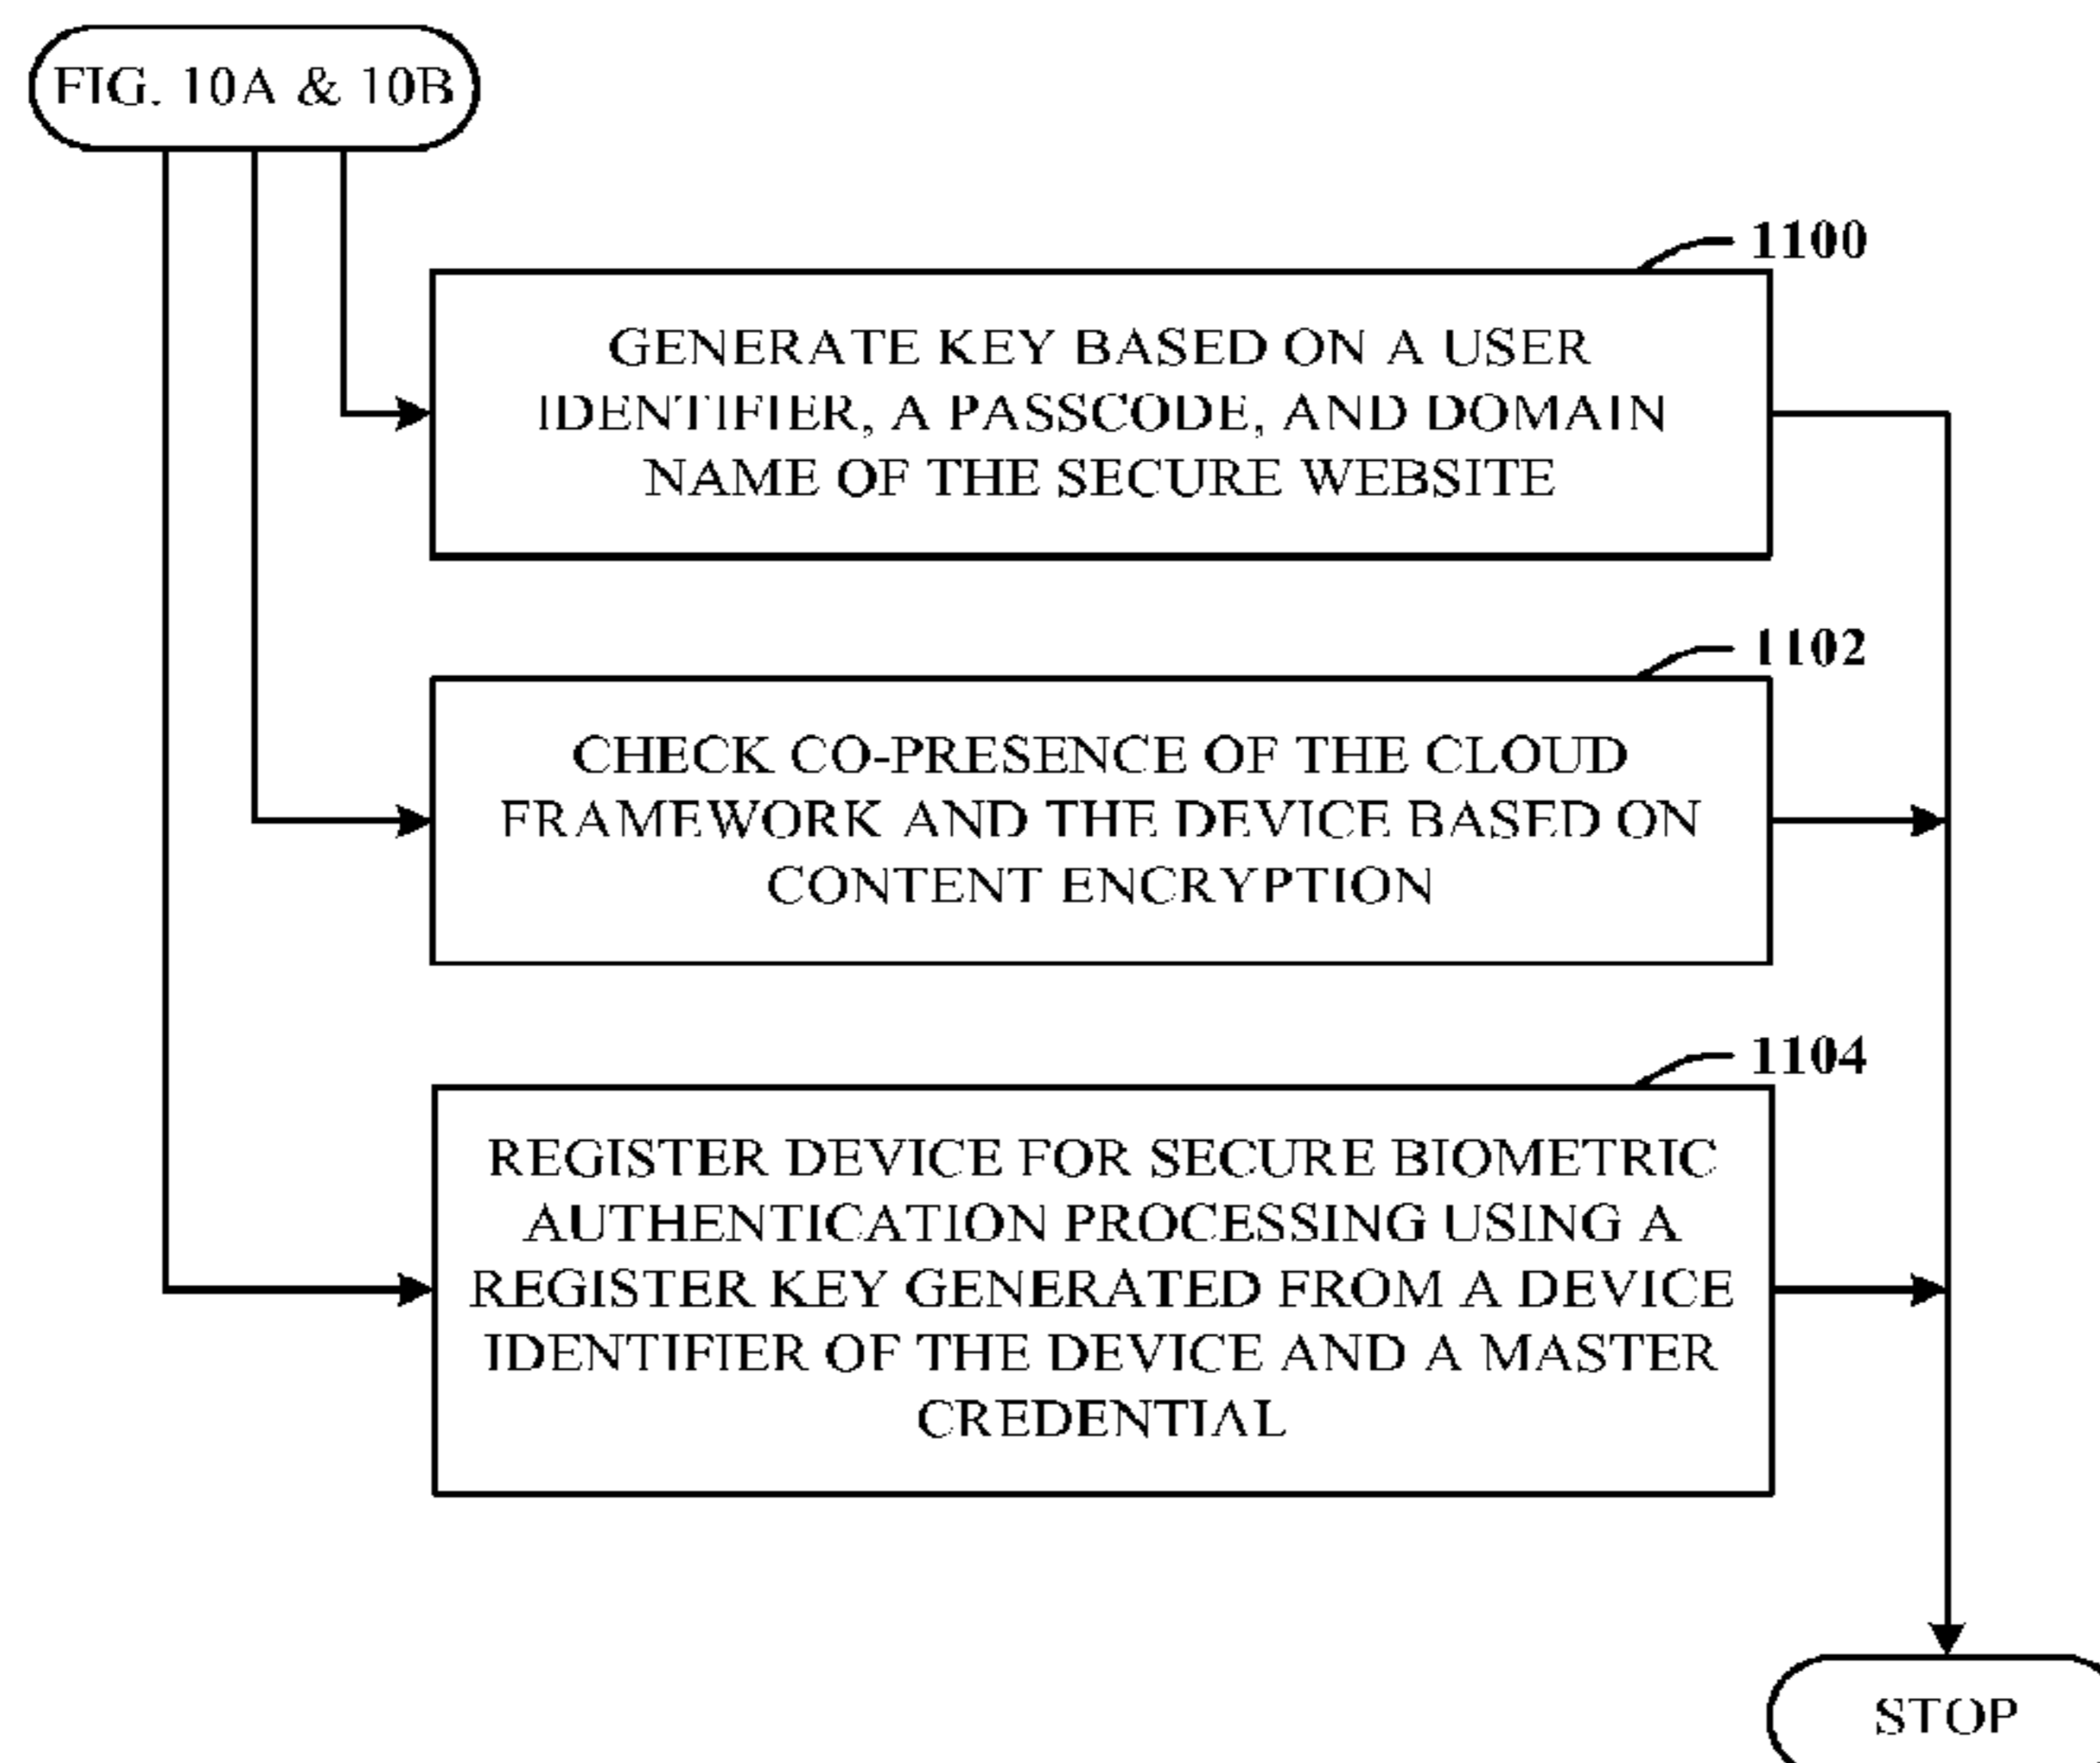 FIG. 10A & 10B
1100
GENERATE KEY BASED ON A USER
IDENTIFIER, A PASSCODE, AND DOMAIN
NAME OF THE SECURE WEBSITE
1102
CHECK CO-PRESENCE OF THE CLOUD
FRAMEWORK AND THE DEVICE BASED ON
CONTENT ENCRYPTION
1104
REGISTER DEVICE FOR SECURE BIOMETRIC
AUTHENTICATION PROCESSING USING A
REGISTER KEY GENERATED FROM A DEVICE
IDENTIFIER OF THE DEVICE AND A MASTER
CREDENTIAL
STOP